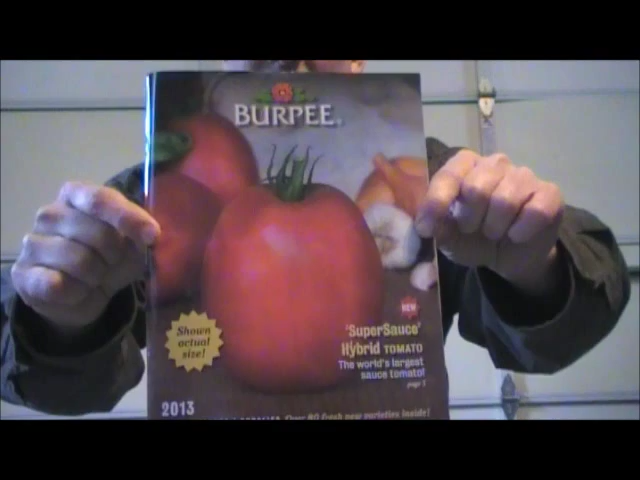 BURPEE®
Shown
actual
size!
NEW
'SuperSauce'
Hybrid TOMATO
The world's largest
sauce tomato!
page 3
2013
Over 80 fresh new varieties inside!